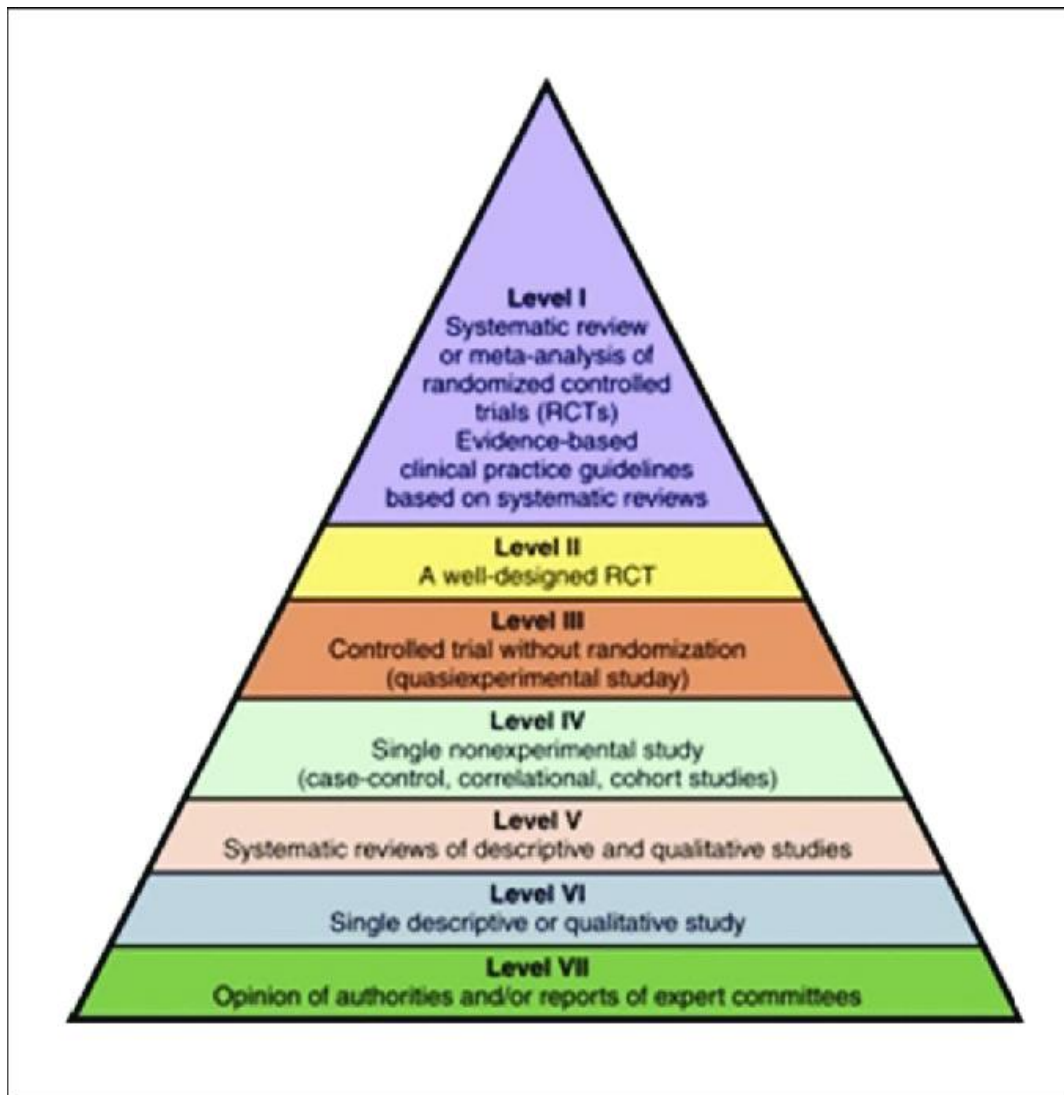 Level I
Systematic review
or meta-analysis of
randomized controlled
trials (RCTs)
Evidence-based
clinical practice guidelines
based on systematic reviews
Level II
A well-designed RCT
Level III
Controlled trial without randomization
(quasiexperimental studay)
Level IV
Single nonexperimental study
(case-control, correlational, cohort studies)
Level V
Systematic reviews of descriptive and qualitative studies
Level VI
Single descriptive or qualitative study
Level VII
Opinion of authorities and/or reports of expert committees